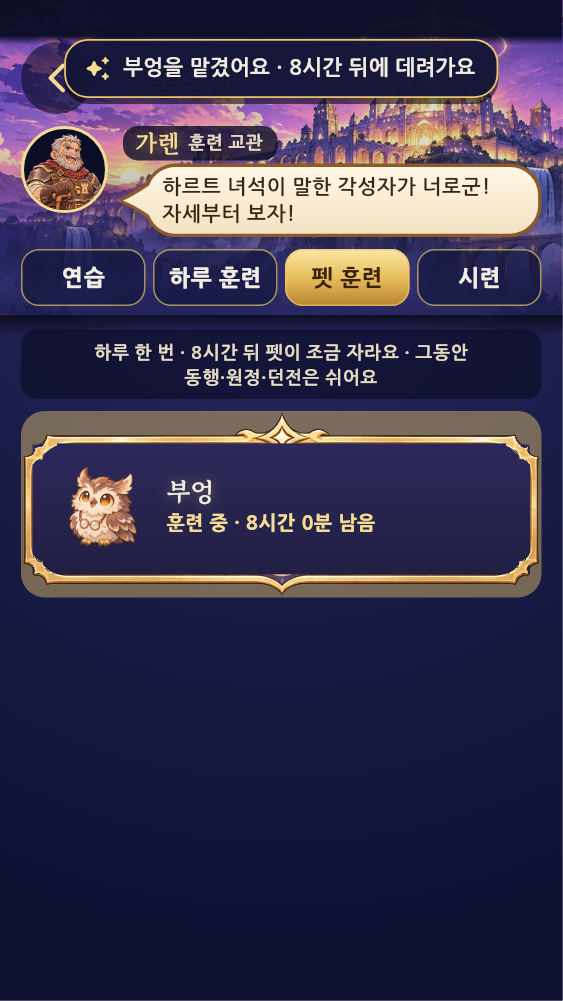 부엉을 맡겼어요 · 8시간 뒤에 데려가요
가렌 훈련 교관
하르트 녀석이 말한 각성자가 너로군!
자세부터 보자!
연습
하루 훈련
펫 훈련
시련
하루 한 번 · 8시간 뒤 펫이 조금 자라요 · 그동안
동행·원정·던전은 쉬어요
부엉
훈련 중 · 8시간 0분 남음